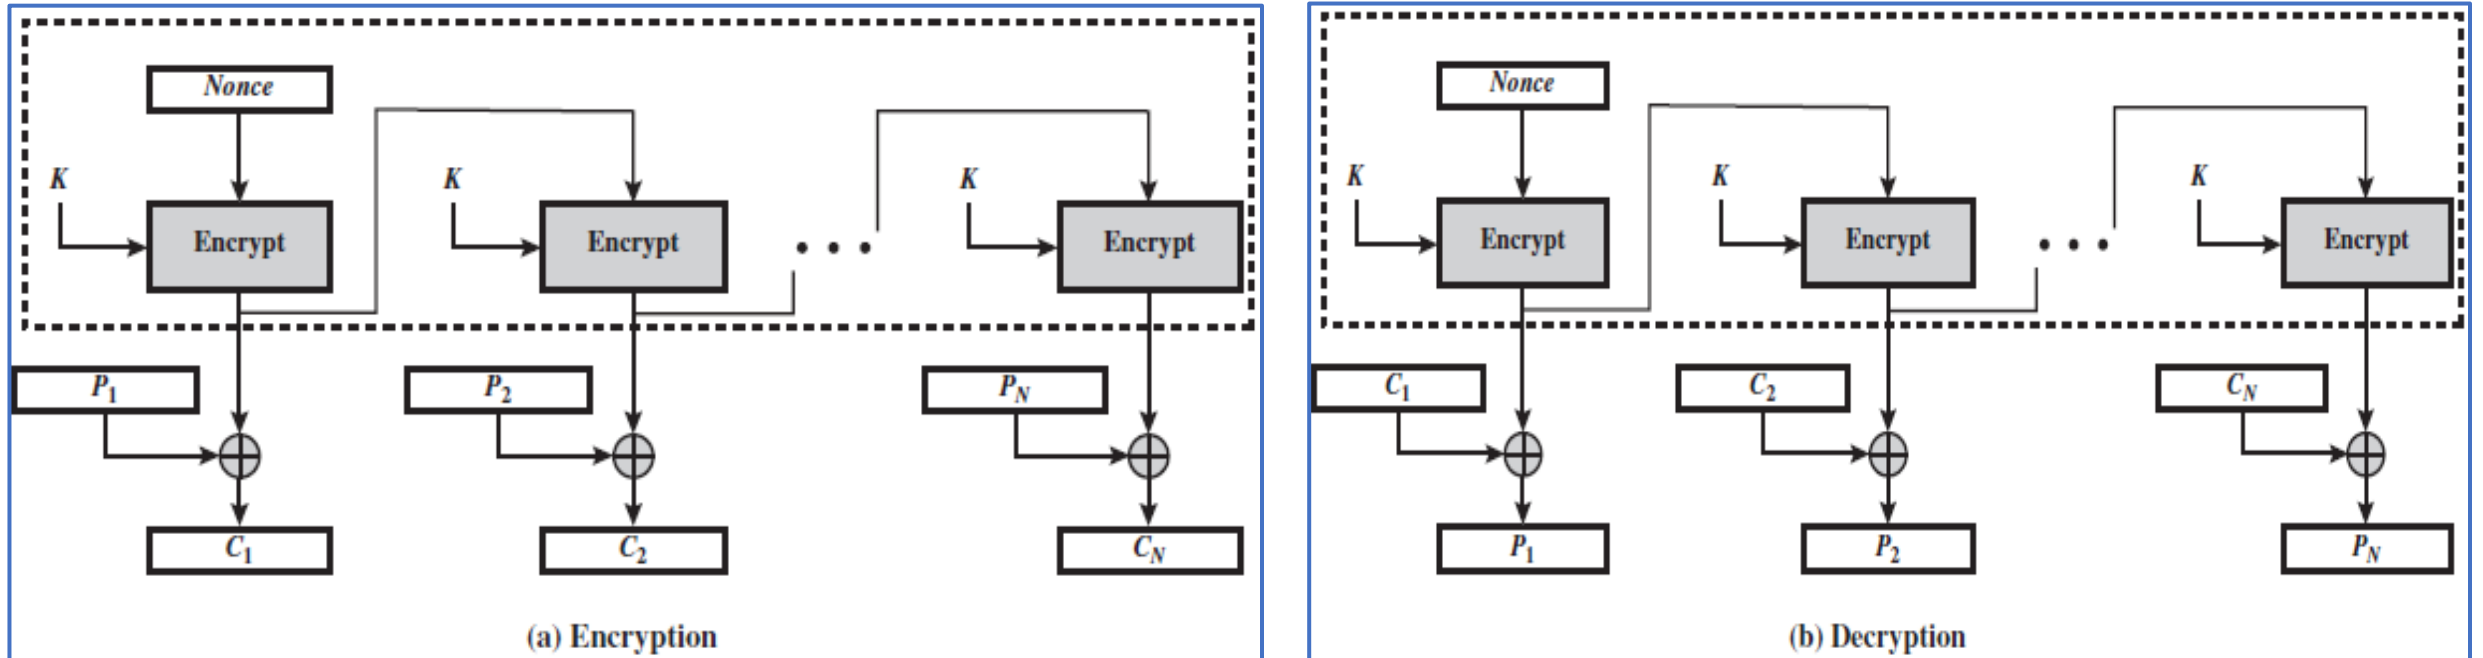 Nonce
K
K
K
Encrypt
Encrypt
Encrypt
P1
P2
PN
C1
C2
CN
(a) Encryption
Nonce
K
K
K
Encrypt
Encrypt
Encrypt
C1
C2
CN
P1
P2
PN
(b) Decryption